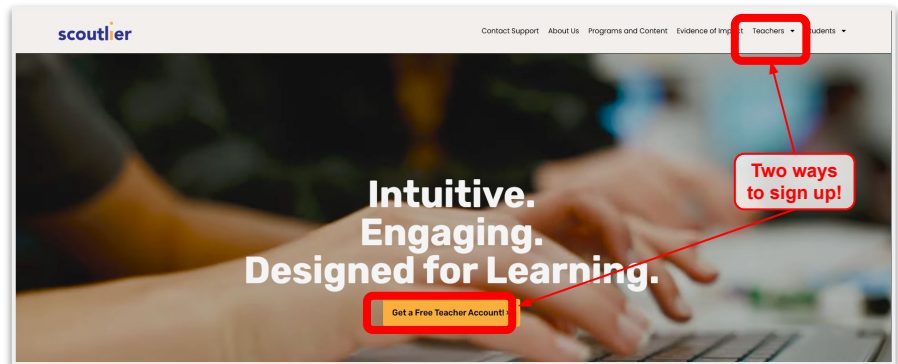 scoutlier
Contact Support About Us Programs and Content Evidence of Impact Teachers Students
Two ways
to sign up!
Intuitive.
Engaging.
Designed for Learning.
Get a Free Teacher Account!